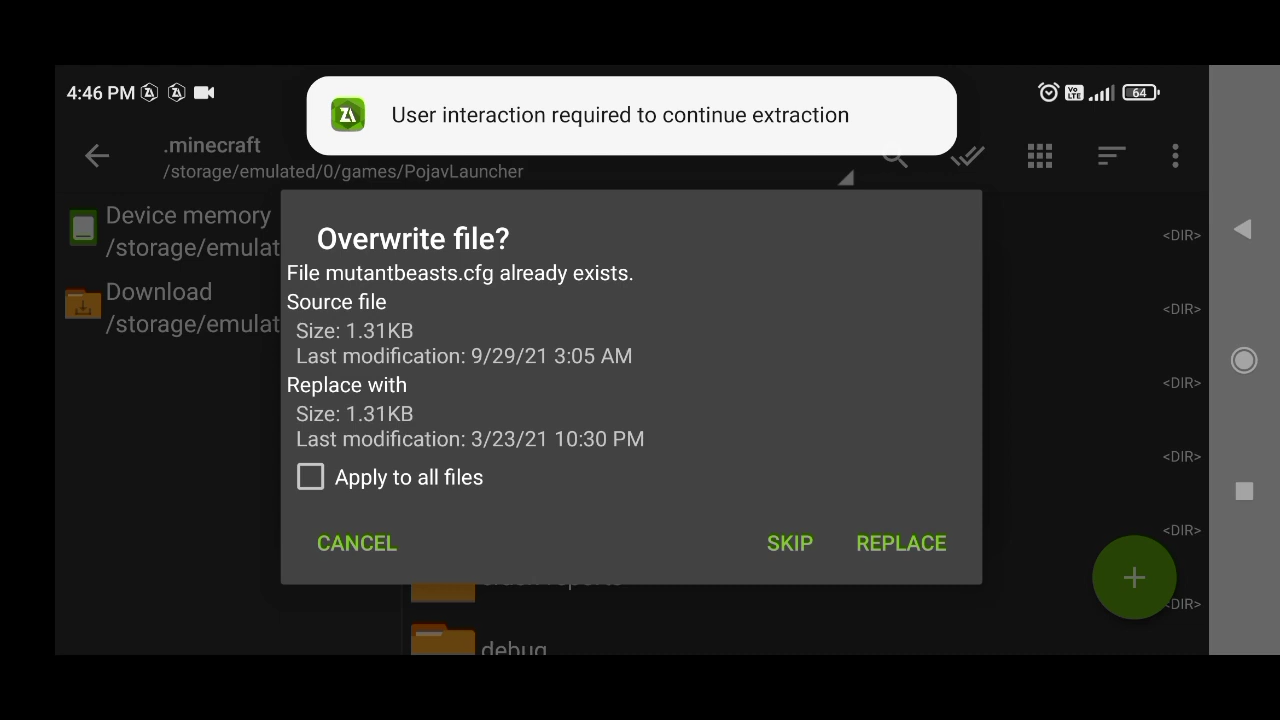 4:46 PM
Vo LTE
64
User interaction required to continue extraction
.minecraft
/storage/emulated/0/games/PojavLauncher
Device memory
/storage/emulat
Download
/storage/emulat
<DIR>
<DIR>
<DIR>
<DIR>
<DIR>
<DIR>
Overwrite file?
File mutantbeasts.cfg already exists.
Source file
Size: 1.31KB
Last modification: 9/29/21 3:05 AM
Replace with
Size: 1.31KB
Last modification: 3/23/21 10:30 PM
Apply to all files
CANCEL
SKIP
REPLACE
debug